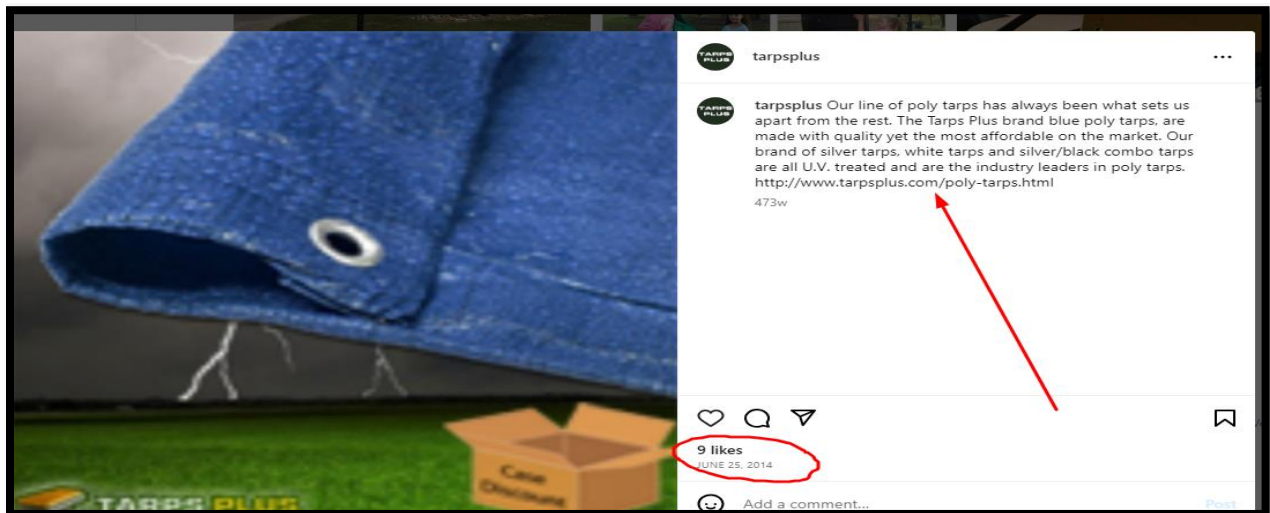 TARPS
PLUS
tarpsplus
TARPS
PLUS
tarpsplus Our line of poly tarps has always been what sets us
apart from the rest. The Tarps Plus brand blue poly tarps, are
made with quality yet the most affordable on the market. Our
brand of silver tarps, white tarps and silver/black combo tarps
are all U.V. treated and are the industry leaders in poly tarps.
http://www.tarpsplus.com/poly-tarps.html
473w
9 likes
JUNE 25, 2014
Add a comment...
Post
Case
Discount
TARPS PLUS